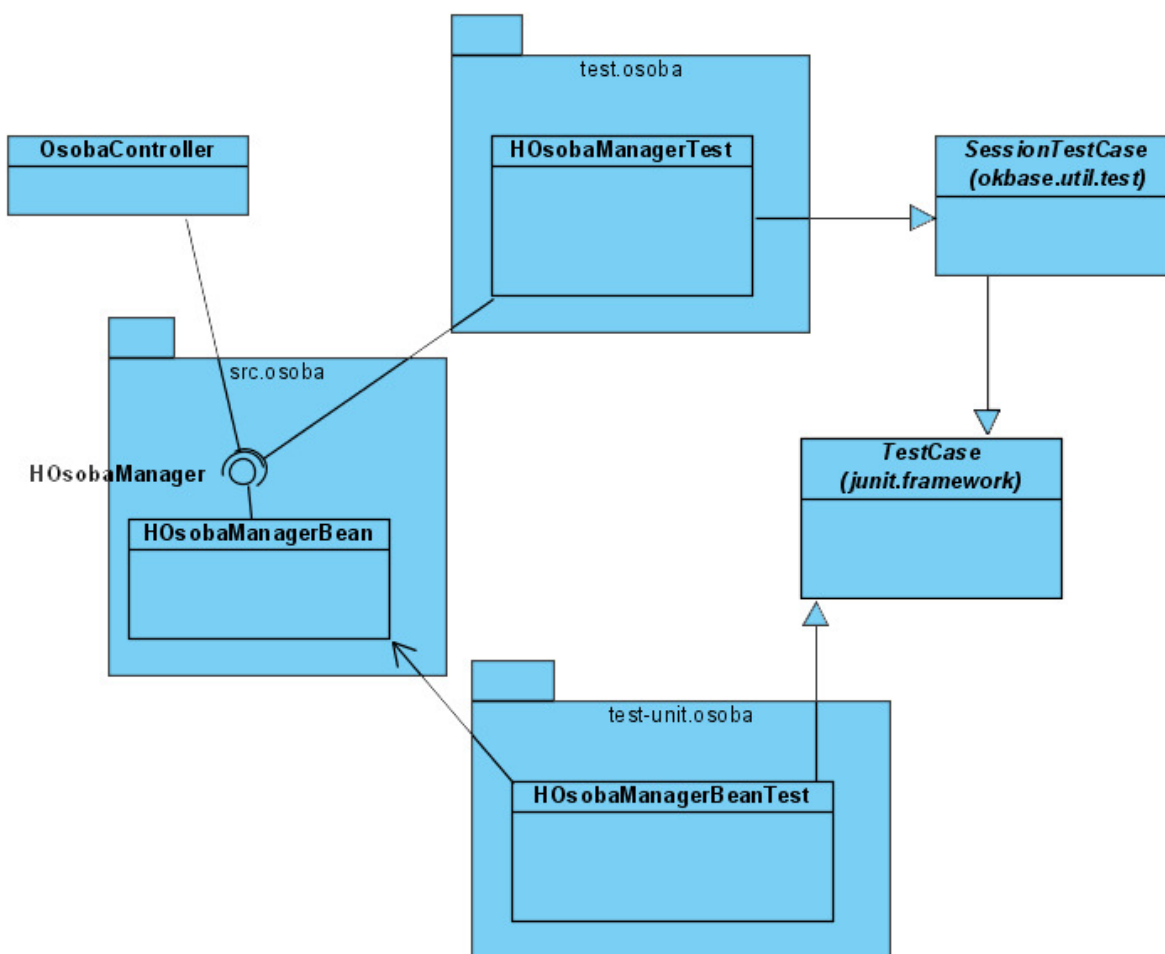 test.osoba
OsobaController
HOsobaManagerTest
SessionTestCase
(okbase.util.test)
src.osoba
HOsobaManager
TestCase
(junit.framework)
HOsobaManagerBean
test-unit.osoba
HOsobaManagerBeanTest